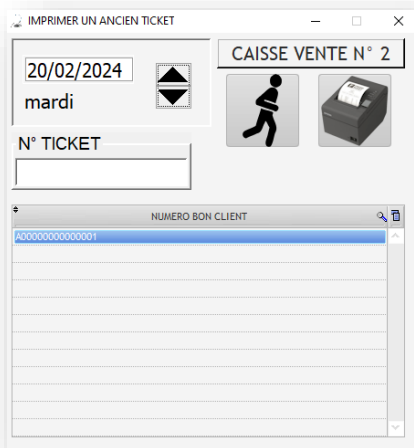 IMPRIMER UN ANCIEN TICKET
20/02/2024
mardi
CAISSE VENTE N° 2
N° TICKET
NUMERO BON CLIENT
A00000000000001